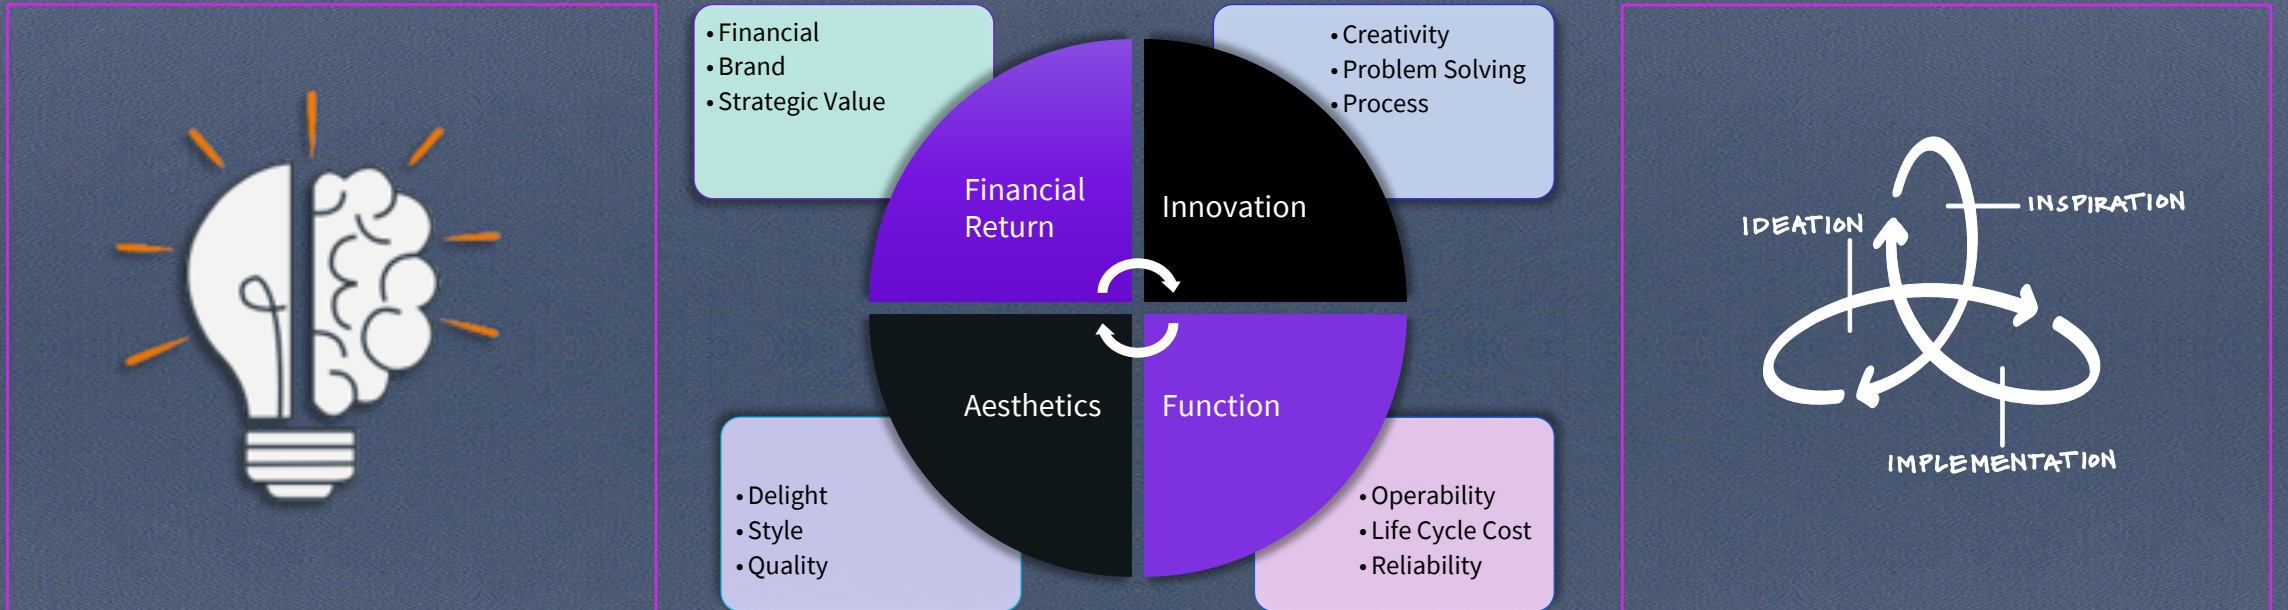 • Financial
• Brand
• Strategic Value
• Creativity
• Problem Solving
• Process
Financial
Return
Innovation
Aesthetics
Function
• Delight
• Style
• Quality
• Operability
• Life Cycle Cost
• Reliability
IDEATION
INSPIRATION
IMPLEMENTATION